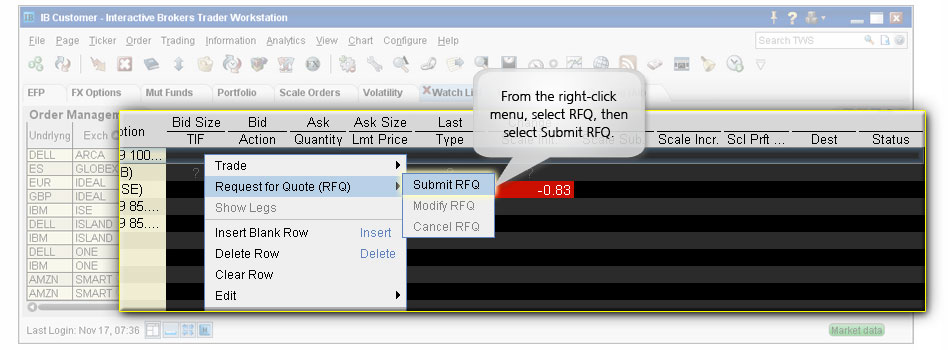 IB Customer - Interactive Brokers Trader Workstation
File Page Ticker Order Trading Information Analytics View Chart Configure Help
Search TWS
EFP FX Options Mut Funds Portfolio Scale Orders Volatility Watch Li
From the right-click
menu, select RFQ, then
select Submit RFQ.
Order Managem
Undrlyng Exch
Bid Size Bid Ask Ask Size Last
ption TIF Action Quantity Lmt Price Type Scale Init. Scale Sub. Scale Incr. Scl Prft ... Dest Status
DELL ARCA 9 100....
ES GLOBEX B) ?
EUR IDEAL SE) -0.83
GBP IDEAL 9 85....
IBM ISE
DELL ISLAND 9 85....
IBM ISLAND
DELL ONE
IBM ONE
AMZN SMART
AMZN SMART
Trade
Request for Quote (RFQ)
Show Legs
Insert Blank Row Insert
Delete Row Delete
Clear Row
Edit
Submit RFQ
Modify RFQ
Cancel RFQ
Last Login: Nov 17, 07:36
Market data